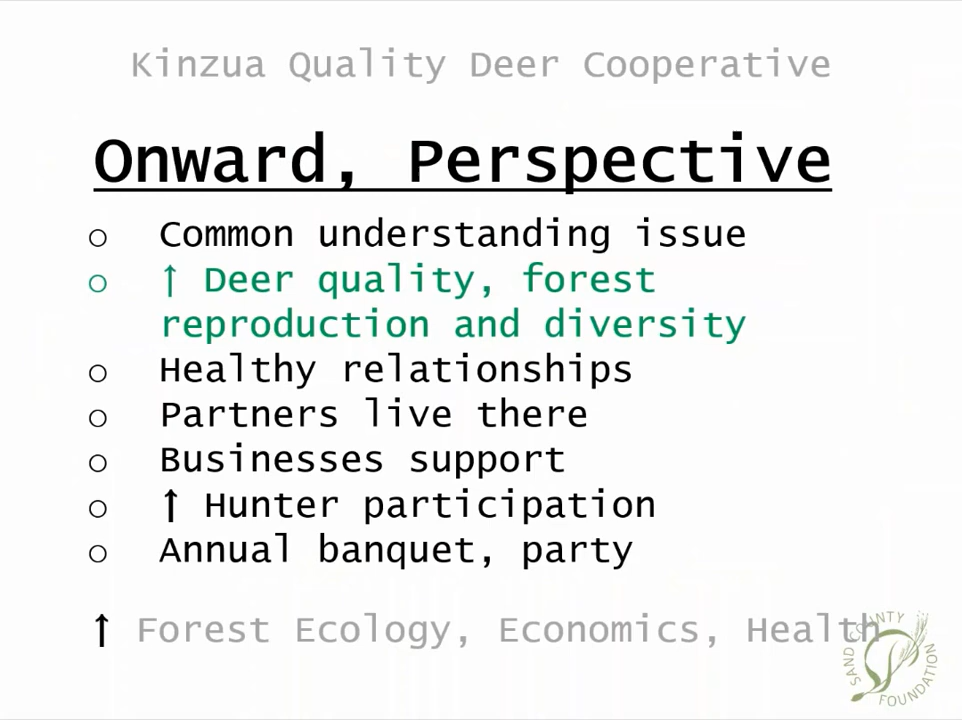 Kinzua Quality Deer Cooperative
Onward, Perspective
o Common understanding issue
o ↑ Deer quality, forest
reproduction and diversity
o Healthy relationships
o Partners live there
o Businesses support
o ↑ Hunter participation
o Annual banquet, party
↑ Forest Ecology, Economics, Health
SAND COUNTY
FOUNDATION